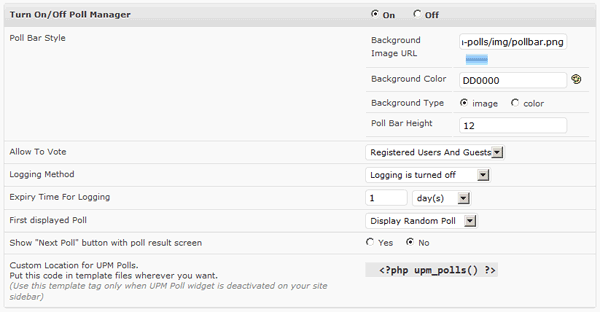 Turn On/Off Poll Manager On Off
Poll Bar Style
Background Image URL
ı-polls/img/pollbar.png
Background Color DD0000
Background Type image color
Poll Bar Height 12
Allow To Vote Registered Users And Guests
Logging Method Logging is turned off
Expiry Time For Logging 1 day(s)
First displayed Poll Display Random Poll
Show "Next Poll" button with poll result screen Yes No
Custom Location for UPM Polls.
Put this code in template files wherever you want.
(Use this template tag only when UPM Poll widget is deactivated on your site
sidebar)
<?php upm_polls() ?>